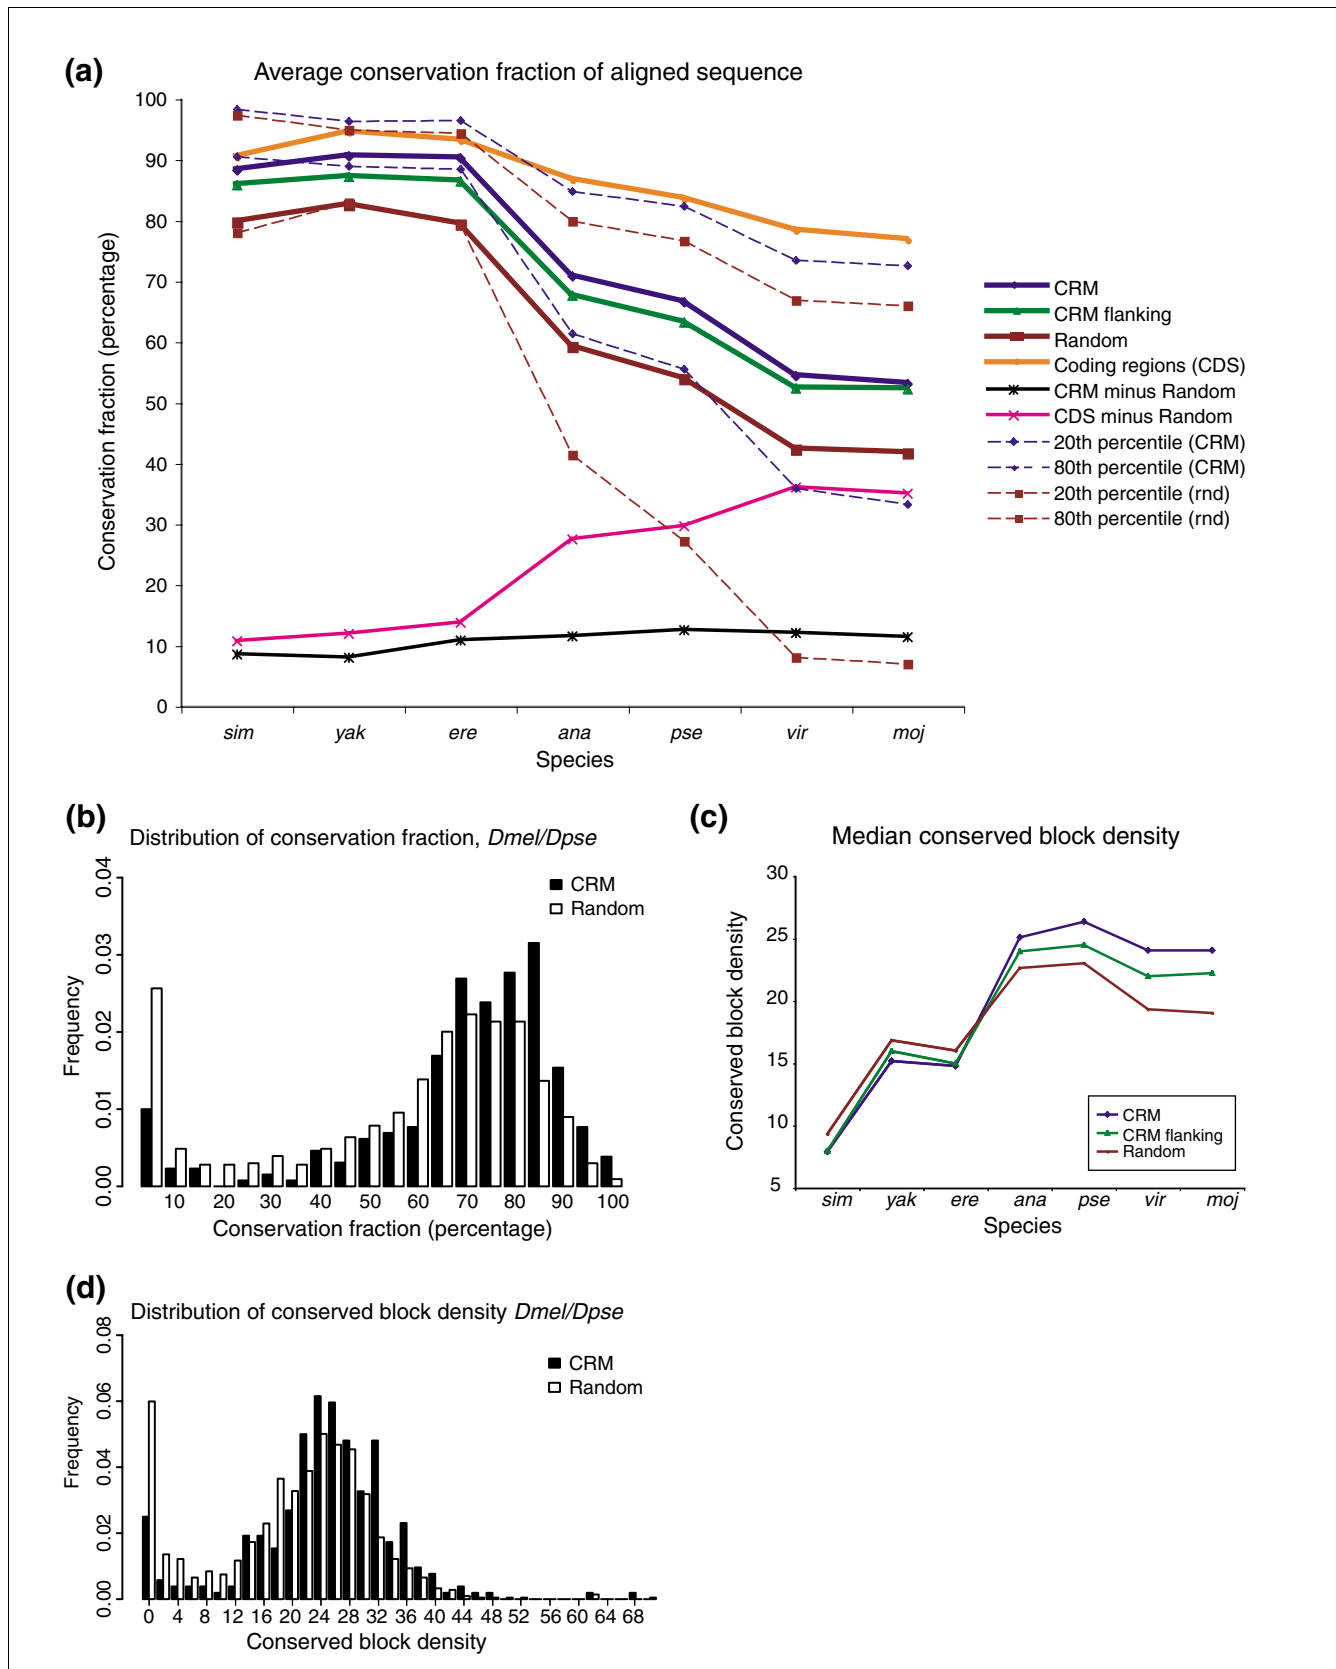 (a)
Average conservation fraction of aligned sequence
100
90
80
70
60
50
40
30
20
10
0
Conservation fraction (percentage)
sim yak ere ana pse vir moj
Species
CRM
CRM flanking
Random
Coding regions (CDS)
CRM minus Random
CDS minus Random
20th percentile (CRM)
80th percentile (CRM)
20th percentile (rnd)
80th percentile (rnd)
(b)
Distribution of conservation fraction, Dmel/Dpse
0.04
0.03
0.02
0.01
0.00
Frequency
CRM
Random
10 20 30 40 50 60 70 80 90 100
Conservation fraction (percentage)
(c)
Median conserved block density
30
25
20
15
10
5
Conserved block density
CRM
CRM flanking
Random
sim yak ere ana pse vir moj
Species
(d)
Distribution of conserved block density Dmel/Dpse
0.08
0.06
0.04
0.02
0.00
Frequency
CRM
Random
0 4 8 12 16 20 24 28 32 36 40 44 48 52 56 60 64 68
Conserved block density